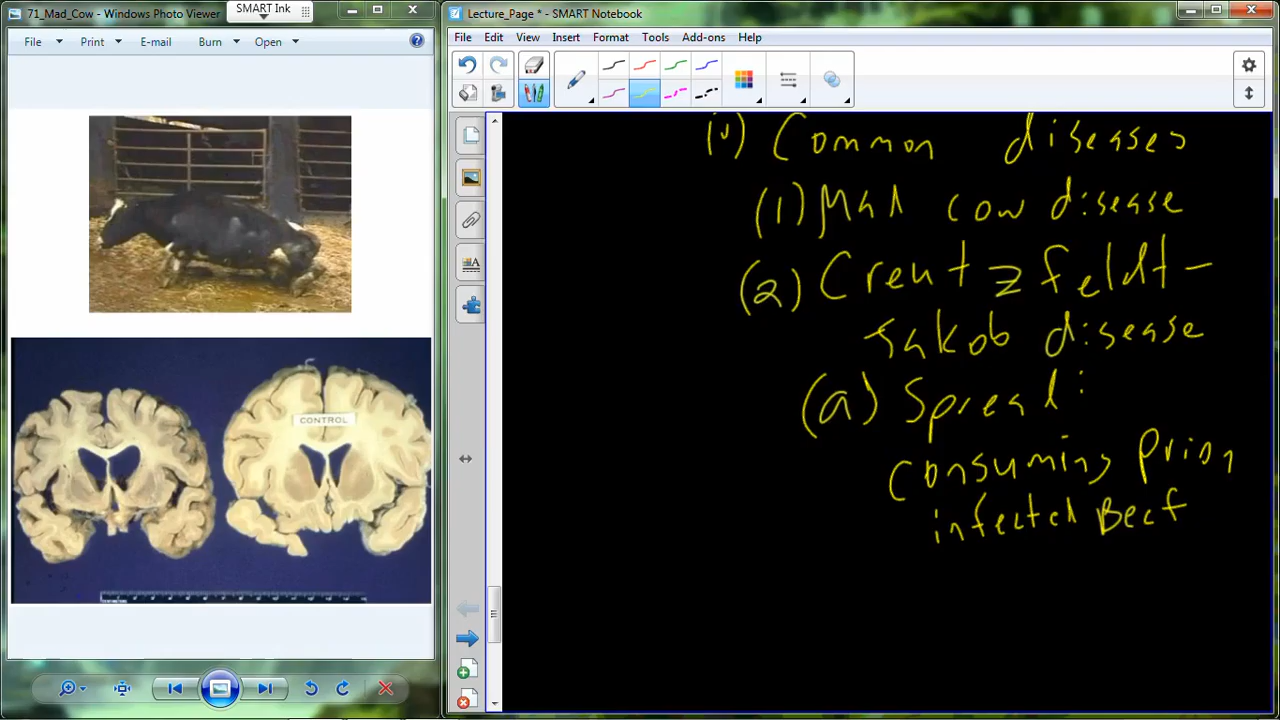 71_Mad_Cow - Windows Photo Viewer
SMART Ink
File Print E-mail Burn Open
CONTROL
Lecture_Page * - SMART Notebook
File Edit View Insert Format Tools Add-ons Help
Common diseases
(1) Mad cow disease
(2) Creutzfeldt-
Jakob disease
(a) Spread:
Consuming Prion
infected Beef